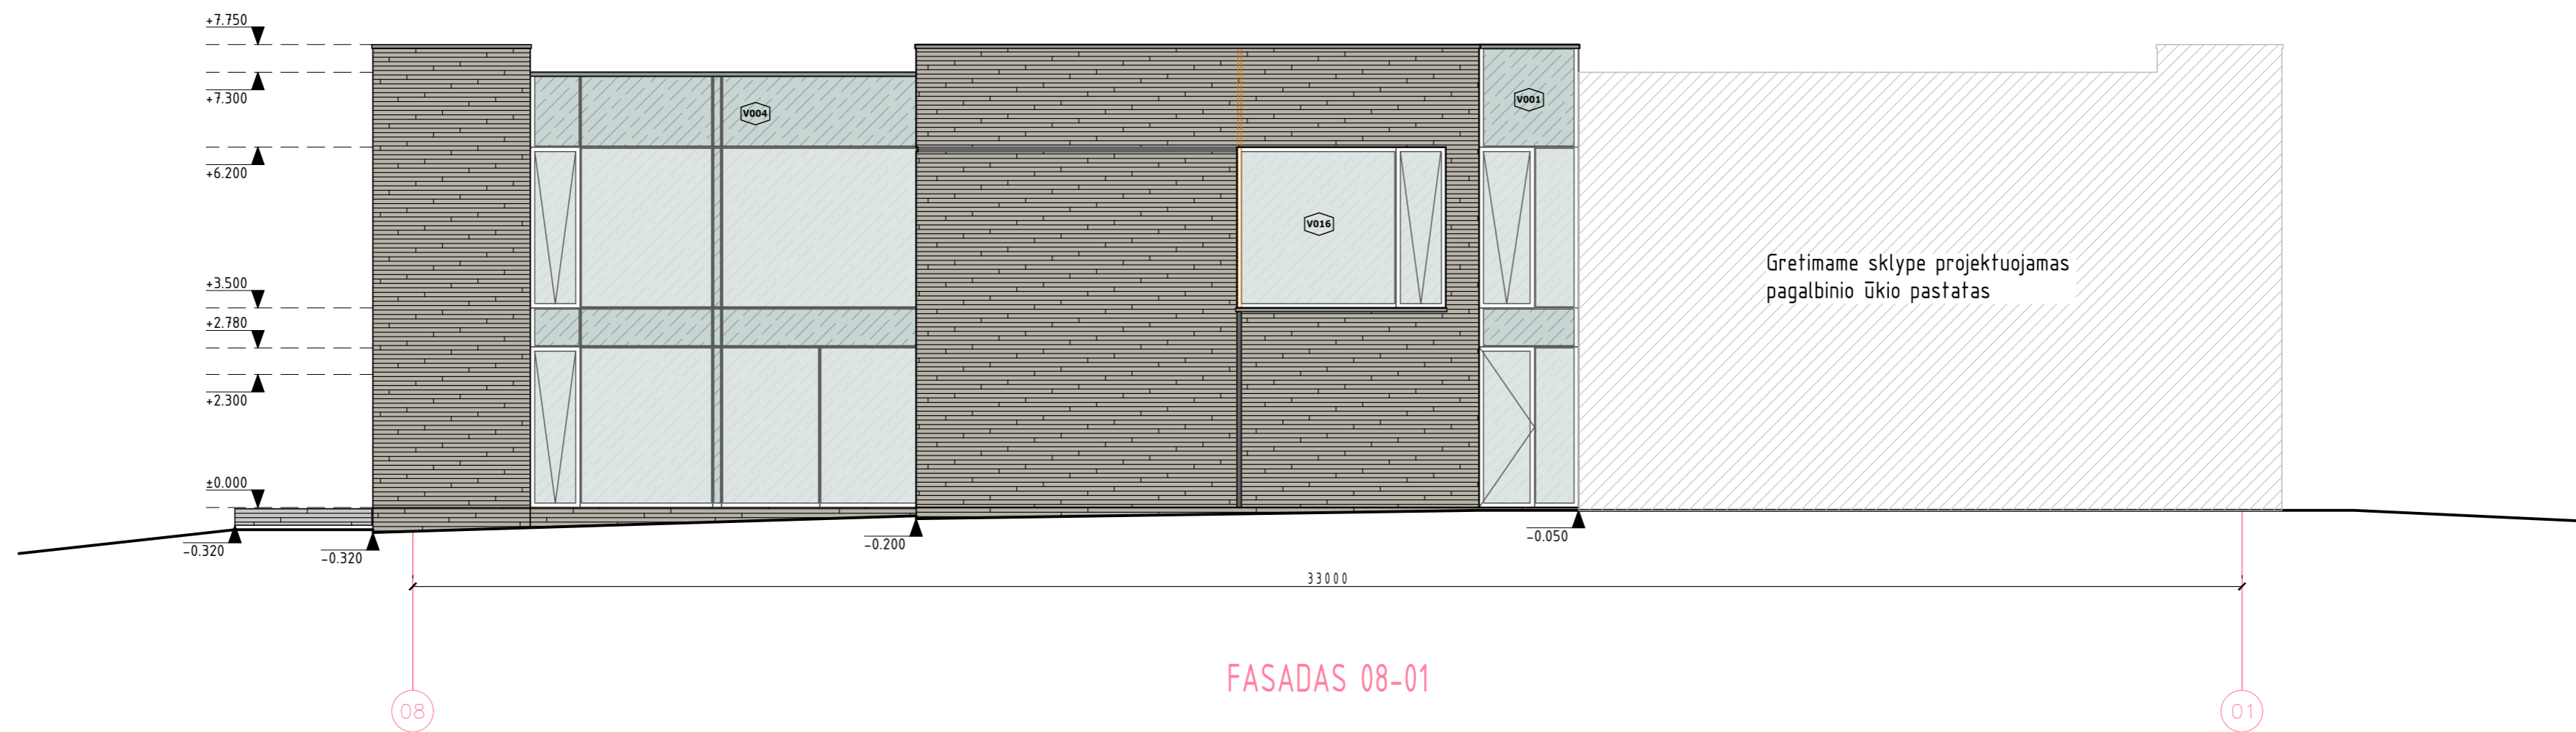 +7.750
+7.300
V004
V001
+6.200
V016
Gretimame sklype projektuojamas
pagalbinio ūkio pastatas
+3.500
+2.780
+2.300
±0.000
-0.320
-0.320
-0.200
-0.050
33000
FASADAS 08-01
08
01